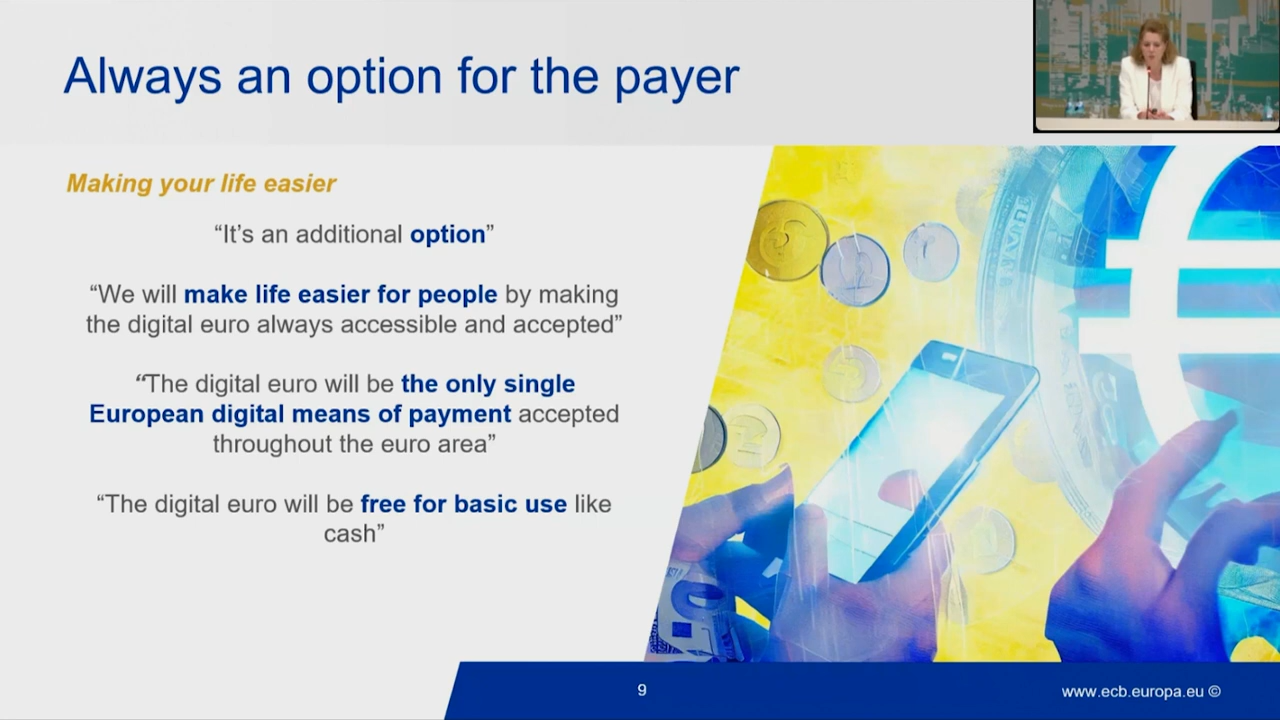 Always an option for the payer
Making your life easier
“It’s an additional option”
“We will make life easier for people by making
the digital euro always accessible and accepted”
“The digital euro will be the only single
European digital means of payment accepted
throughout the euro area”
“The digital euro will be free for basic use like
cash”
9
www.ecb.europa.eu ©